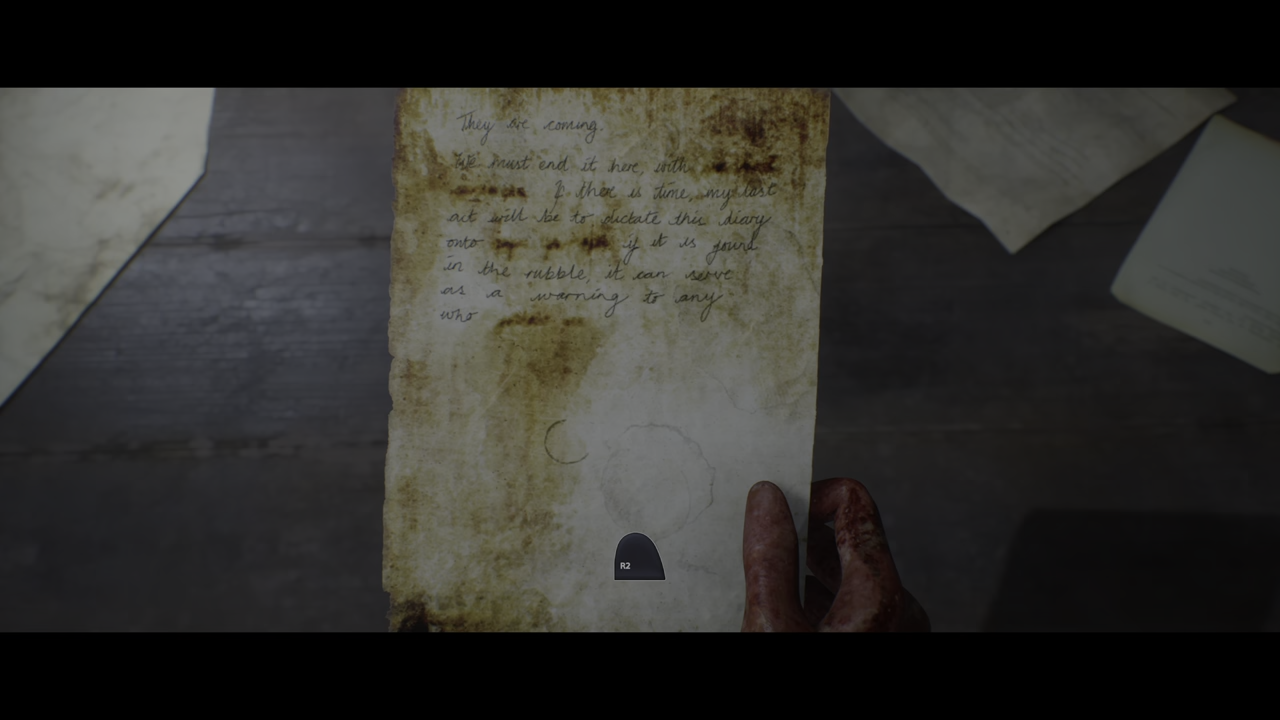 They are coming.
We must end it here, with
If there is time, my last
act will be to dictate this diary
onto if it is found
in the rubble, it can serve
as a warning to any
who
R2